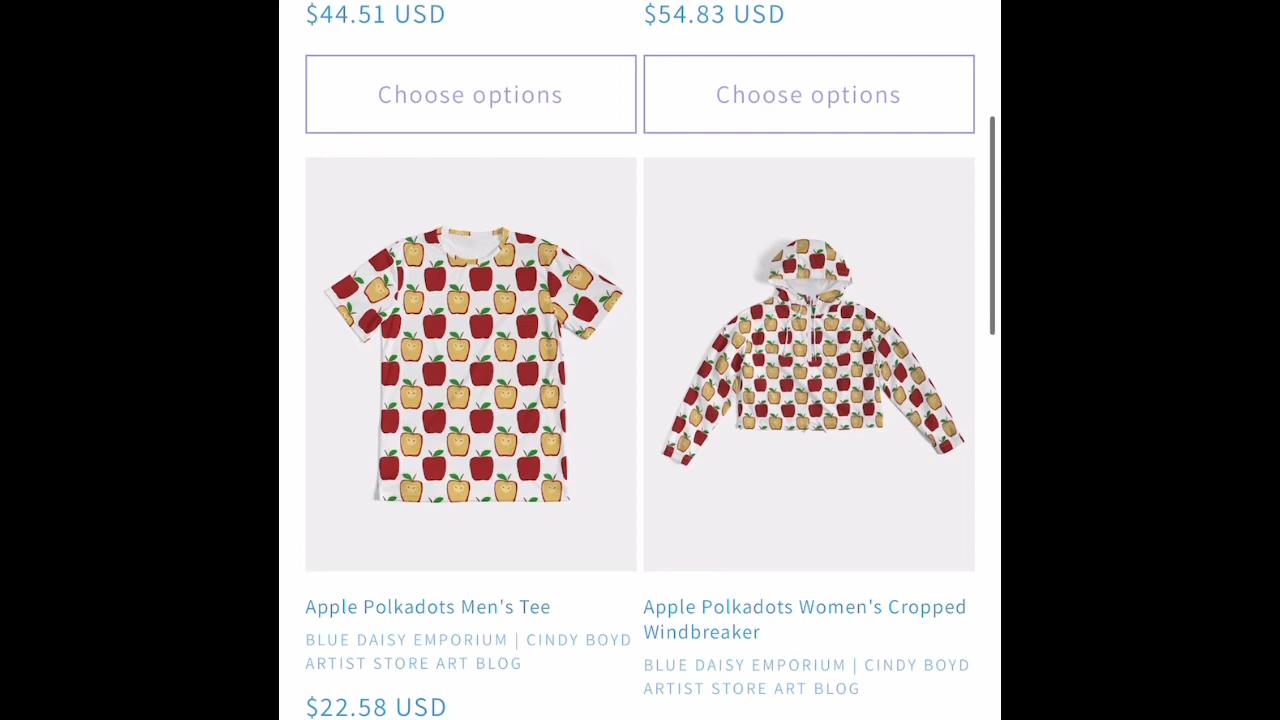 $44.51 USD
$54.83 USD
Choose options
Choose options
Apple Polkadots Men's Tee
BLUE DAISY EMPORIUM | CINDY BOYD
ARTIST STORE ART BLOG
$22.58 USD
Apple Polkadots Women's Cropped
Windbreaker
BLUE DAISY EMPORIUM | CINDY BOYD
ARTIST STORE ART BLOG